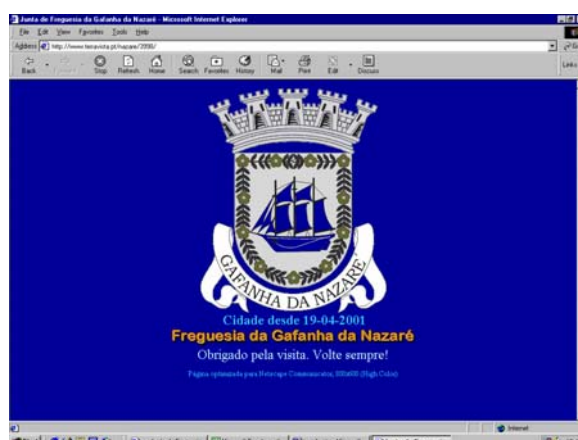 Junta de Freguesia da Gafanha da Nazaré - Microsoft Internet Explorer
File Edit View Favorites Tools Help
Address http://www.terravista.pt/nazare/3998/
Back Forward Stop Refresh Home Search Favorites History Mail Print Edit Discuss
Links
GAFANHA DA NAZARÉ
Cidade desde 19-04-2001
Freguesia da Gafanha da Nazaré
Obrigado pela visita. Volte sempre!
Página optimizada para Netscape Communicator, 800x600 (High Color)
Internet